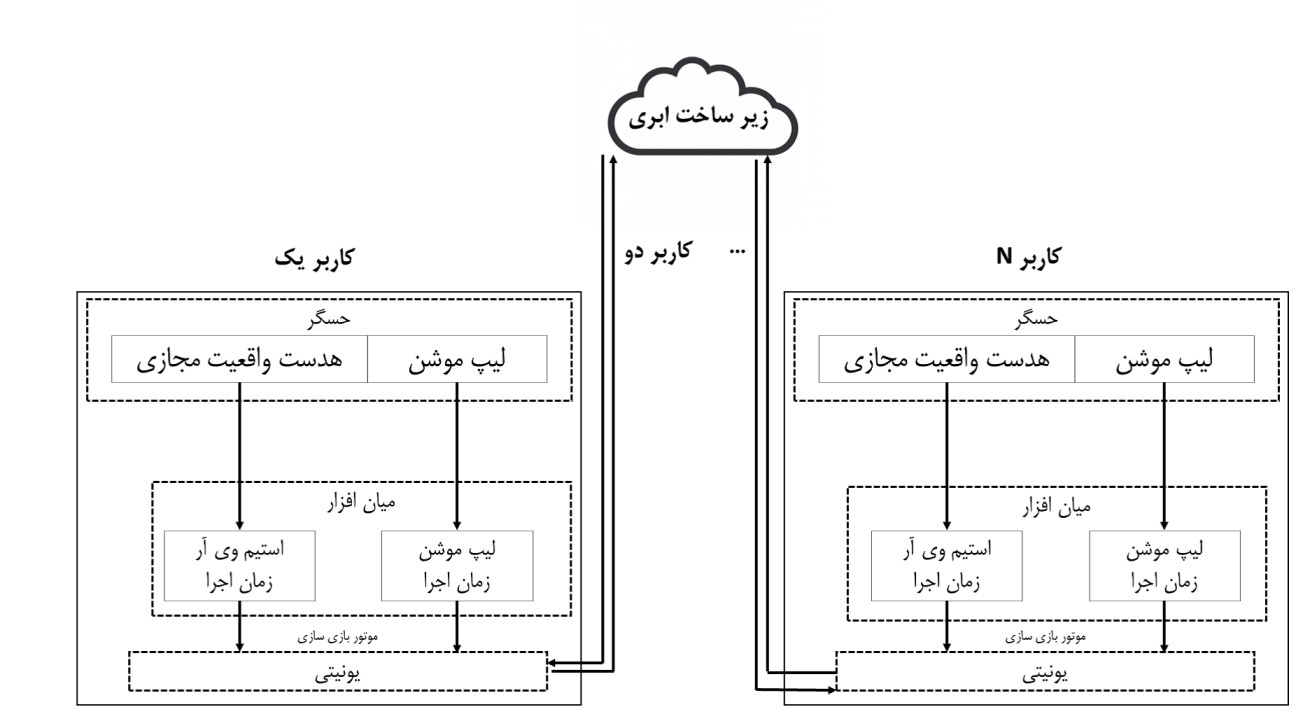 زیر ساخت ابری
کاربر N
...
کاربر دو
کاربر یک
حسگر
لیپ موشن
هدست واقعیت مجازی
میان افزار
لیپ موشن
زمان اجرا
استیم وی آر
زمان اجرا
موتور بازی سازی
یونیتی
حسگر
لیپ موشن
هدست واقعیت مجازی
میان افزار
لیپ موشن
زمان اجرا
استیم وی آر
زمان اجرا
موتور بازی سازی
یونیتی